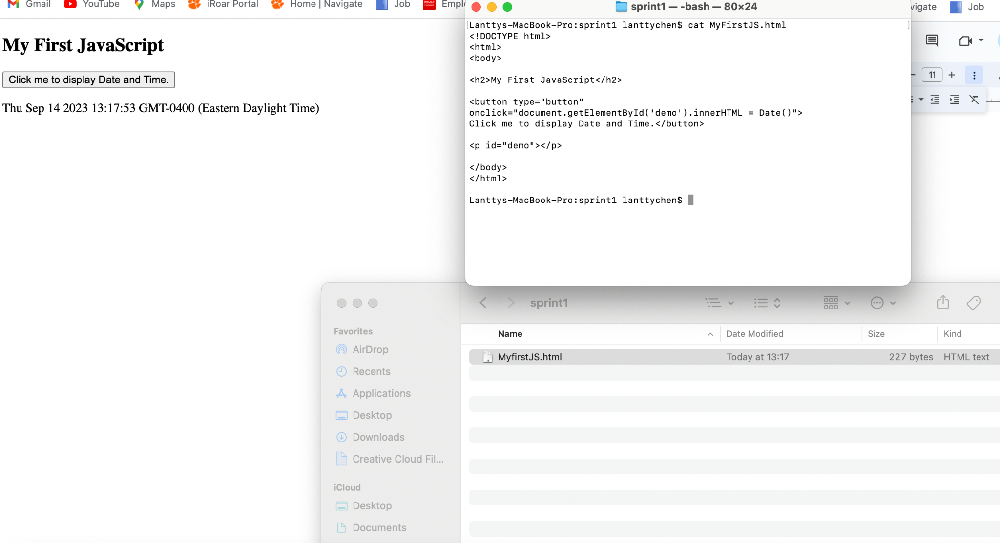 Gmail YouTube Maps iRoar Portal Home | Navigate Job
My First JavaScript
Click me to display Date and Time.
Thu Sep 14 2023 13:17:53 GMT-0400 (Eastern Daylight Time)
sprint1 — -bash — 80×24
Lanttys-MacBook-Pro:sprint1 lanttychen$ cat MyFirstJS.html
<!DOCTYPE html>
<html>
<body>
<h2>My First JavaScript</h2>
<button type="button"
onclick="document.getElementById('demo').innerHTML = Date()">
Click me to display Date and Time.</button>
<p id="demo"></p>
</body>
</html>
Lanttys-MacBook-Pro:sprint1 lanttychen$
vigate Job
11
sprint1
Favorites
AirDrop
Recents
Applications
Desktop
Downloads
Creative Cloud Fil...
iCloud
Desktop
Documents
Name Date Modified Size Kind
MyfirstJS.html Today at 13:17 227 bytes HTML text